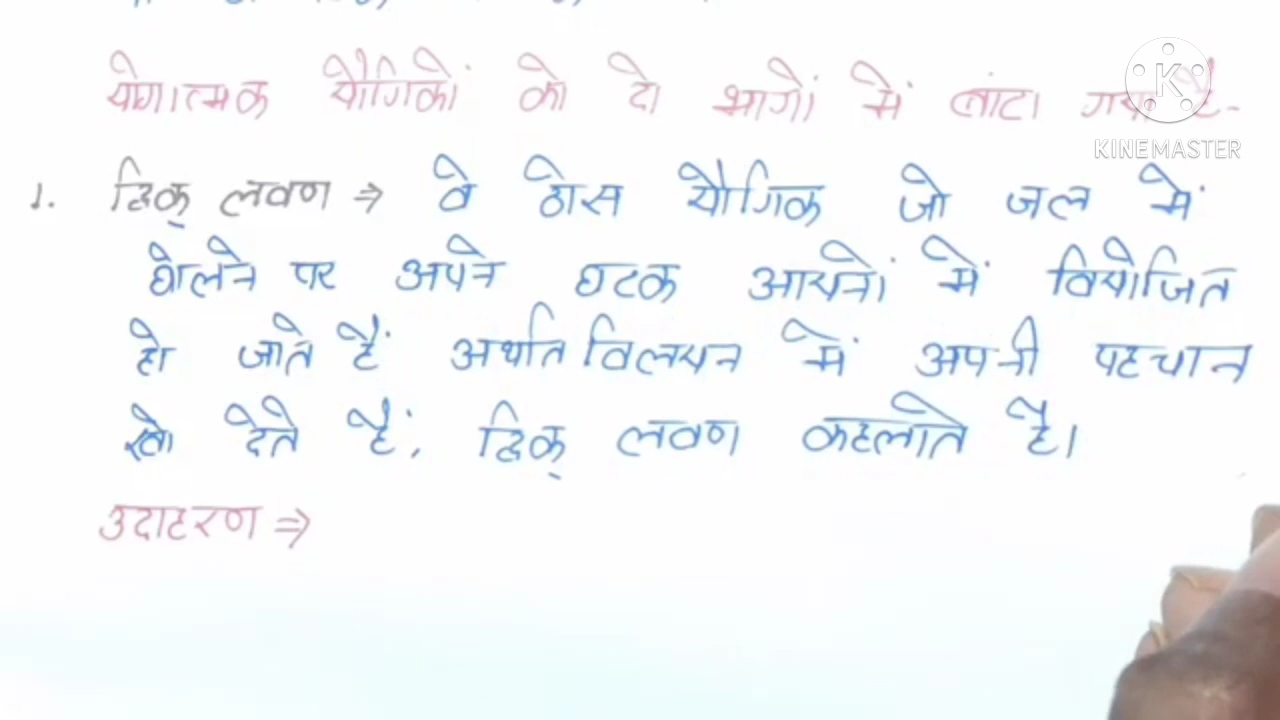 योगात्मक यौगिकों को दो भागों में बांटा गया है-
KINEMASTER
1. द्विक् लवण ⇒ वे ठोस यौगिक जो जल में
घोलने पर अपने घटक आयनों में वियोजित
हो जाते हैं अर्थात विलयन में अपनी पहचान
खो देते हैं, द्विक् लवण कहलाते है।
उदाहरण ⇒